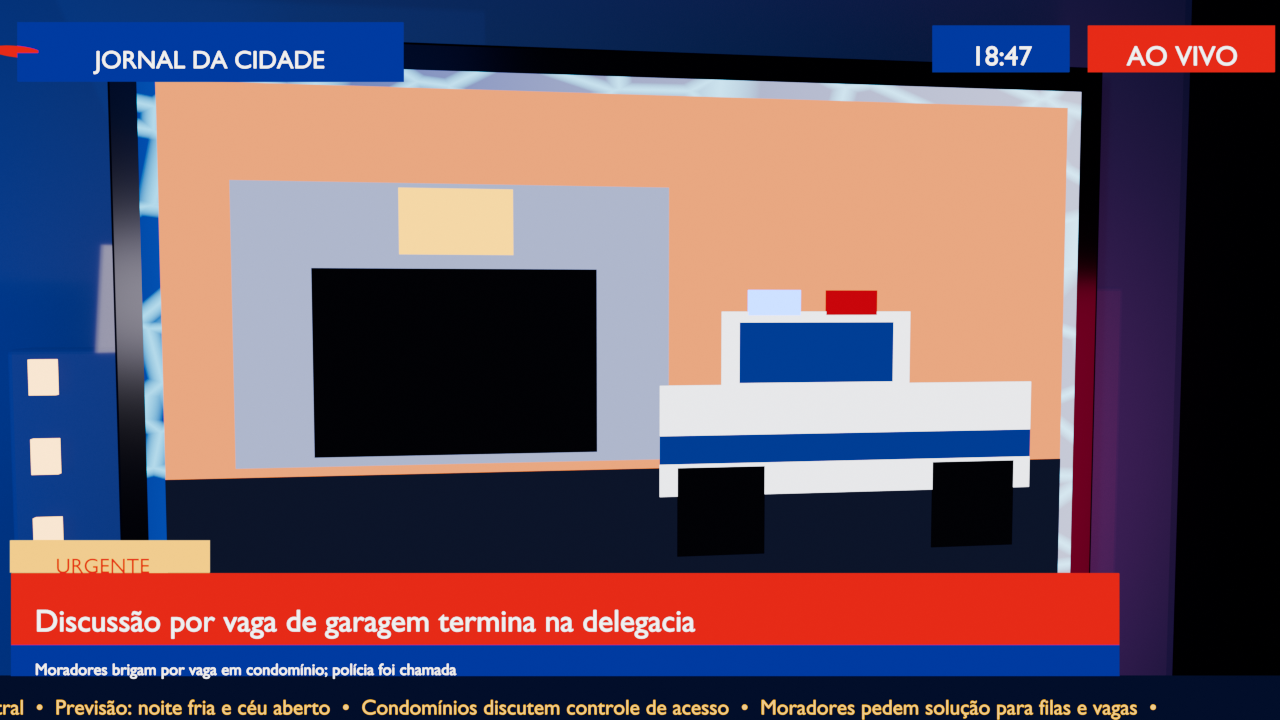 JORNAL DA CIDADE
18:47
AO VIVO
URGENTE
Discussão por vaga de garagem termina na delegacia
Moradores brigam por vaga em condomínio; polícia foi chamada
tral • Previsão: noite fria e céu aberto • Condomínios discutem controle de acesso • Moradores pedem solução para filas e vagas •